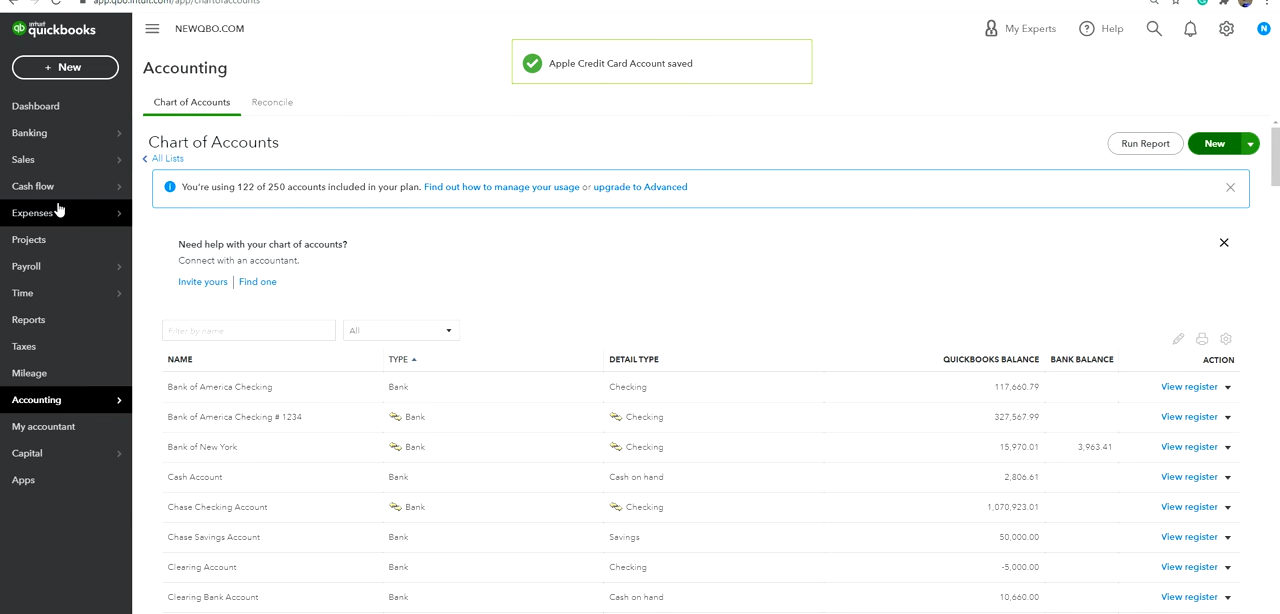 app.qbo.intuit.com/app/chartofaccounts
intuit
quickbooks
NEWQBO.COM
My Experts
Help
N
+ New
Apple Credit Card Account saved
Accounting
Chart of Accounts
Reconcile
Dashboard
Banking
Sales
Cash flow
Expenses
Projects
Payroll
Time
Reports
Taxes
Mileage
Accounting
My accountant
Capital
Apps
Chart of Accounts
All Lists
Run Report
New
You're using 122 of 250 accounts included in your plan. Find out how to manage your usage or upgrade to Advanced
Need help with your chart of accounts?
Connect with an accountant.
Invite yours | Find one
Filter by name
All
NAME TYPE DETAIL TYPE QUICKBOOKS BALANCE BANK BALANCE ACTION
Bank of America Checking Bank Checking 117,660.79 View register
Bank of America Checking # 1234 Bank Checking 327,567.99 View register
Bank of New York Bank Checking 15,970.01 3,963.41 View register
Cash Account Bank Cash on hand 2,806.61 View register
Chase Checking Account Bank Checking 1,070,923.01 View register
Chase Savings Account Bank Savings 50,000.00 View register
Clearing Account Bank Checking -5,000.00 View register
Clearing Bank Account Bank Cash on hand 10,660.00 View register